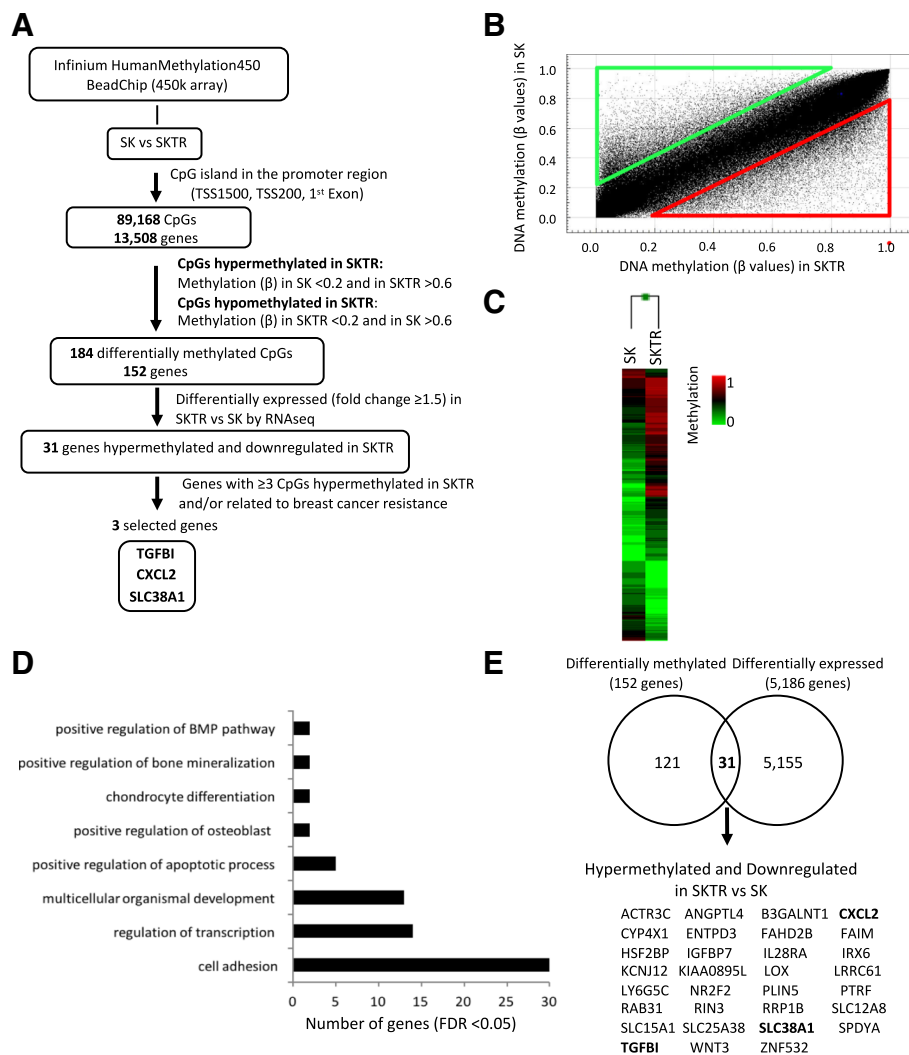 A
Infinium HumanMethylation450
BeadChip (450k array)
SK vs SKTR
CpG island in the promoter region
(TSS1500, TSS200, 1st Exon)
89,168 CpGs
13,508 genes
CpGs hypermethylated in SKTR:
Methylation (β) in SK <0.2 and in SKTR >0.6
CpGs hypomethylated in SKTR:
Methylation (β) in SKTR <0.2 and in SK >0.6
184 differentially methylated CpGs
152 genes
Differentially expressed (fold change ≥1.5) in
SKTR vs SK by RNAseq
31 genes hypermethylated and downregulated in SKTR
Genes with ≥3 CpGs hypermethylated in SKTR
and/or related to breast cancer resistance
3 selected genes
TGFBI
CXCL2
SLC38A1
B
DNA methylation (β values) in SK
1.0
0.8
0.6
0.4
0.2
0.0
0.0 0.2 0.4 0.6 0.8 1.0
DNA methylation (β values) in SKTR
C
SK
SKTR
Methylation
1
0
D
positive regulation of BMP pathway
positive regulation of bone mineralization
chondrocyte differentiation
positive regulation of osteoblast
positive regulation of apoptotic process
multicellular organismal development
regulation of transcription
cell adhesion
0 5 10 15 20 25 30
Number of genes (FDR <0.05)
E
Differentially methylated Differentially expressed
(152 genes) (5,186 genes)
121 31 5,155
Hypermethylated and Downregulated
in SKTR vs SK
ACTR3C ANGPTL4 B3GALNT1 CXCL2
CYP4X1 ENTPD3 FAHD2B FAIM
HSF2BP IGFBP7 IL28RA IRX6
KCNJ12 KIAA0895L LOX LRRC61
LY6G5C NR2F2 PLIN5 PTRF
RAB31 RIN3 RRP1B SLC12A8
SLC15A1 SLC25A38 SLC38A1 SPDYA
TGFBI WNT3 ZNF532